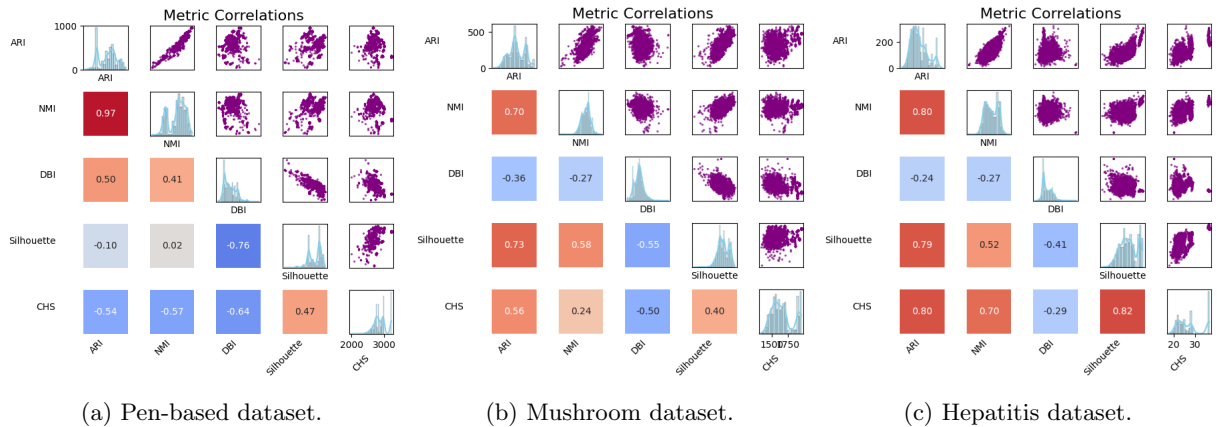 Metric Correlations
1000
ARI
0
ARI
NMI
0.97
NMI
DBI
0.50
0.41
DBI
Silhouette
-0.10
0.02
-0.76
Silhouette
CHS
-0.54
-0.57
-0.64
0.47
2000 3000
ARI
NMI
DBI
Silhouette
CHS
(a) Pen-based dataset.
Metric Correlations
500
ARI
0
ARI
NMI
0.70
NMI
DBI
-0.36
-0.27
DBI
Silhouette
0.73
0.58
-0.55
Silhouette
CHS
0.56
0.24
-0.50
0.40
15001750
ARI
NMI
DBI
Silhouette
CHS
(b) Mushroom dataset.
Metric Correlations
200
ARI
0
ARI
NMI
0.80
NMI
DBI
-0.24
-0.27
DBI
Silhouette
0.79
0.52
-0.41
Silhouette
CHS
0.80
0.70
-0.29
0.82
20 30
ARI
NMI
DBI
Silhouette
CHS
(c) Hepatitis dataset.